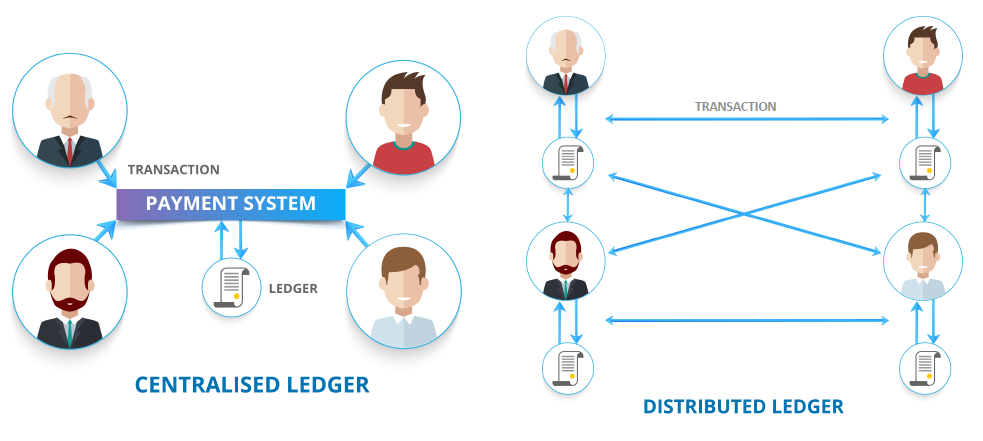 TRANSACTION
PAYMENT SYSTEM
LEDGER
CENTRALISED LEDGER
TRANSACTION
DISTRIBUTED LEDGER